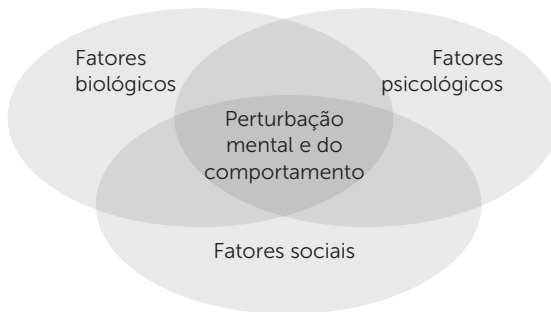 Fatores
biológicos
Fatores
psicológicos
Perturbação
mental e do
comportamento
Fatores sociais